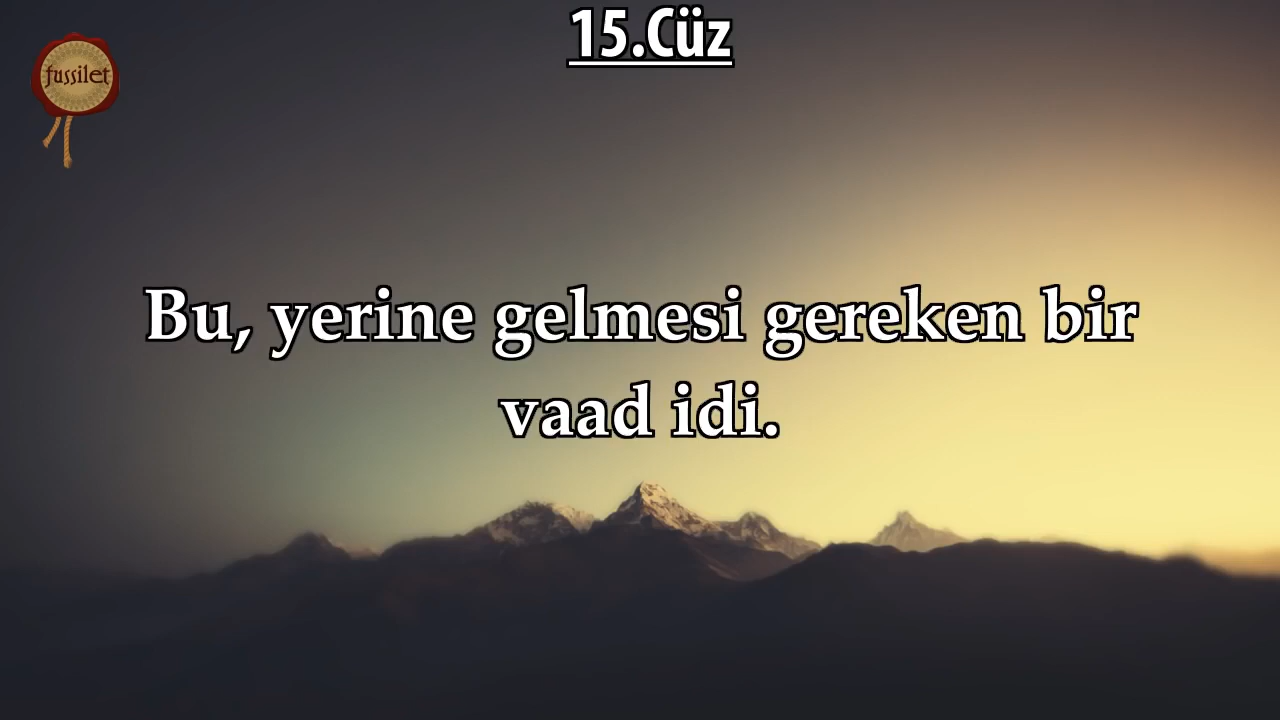 15.Cüz
fussilet
Bu, yerine gelmesi gereken bir
vaad idi.